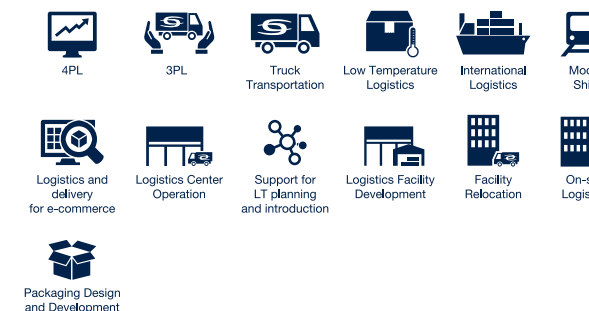 4PL
3PL
Truck
Transportation
Low Temperature
Logistics
International
Logistics
Logistics and
delivery
for e-commerce
Logistics Center
Operation
Support for
LT planning
and introduction
Logistics Facility
Development
Facility
Relocation
Packaging Design
and Development